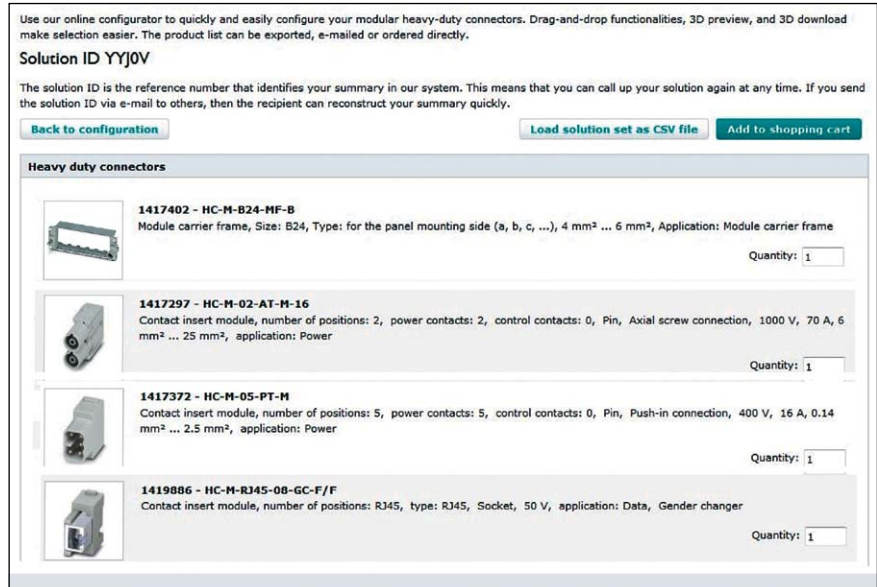 Use our online configurator to quickly and easily configure your modular heavy-duty connectors. Drag-and-drop functionalities, 3D preview, and 3D download
make selection easier. The product list can be exported, e-mailed or ordered directly.
Solution ID YYJ0V
The solution ID is the reference number that identifies your summary in our system. This means that you can call up your solution again at any time. If you send
the solution ID via e-mail to others, then the recipient can reconstruct your summary quickly.
Back to configuration
Load solution set as CSV file
Add to shopping cart
Heavy duty connectors
1417402 - HC-M-B24-MF-B
Module carrier frame, Size: B24, Type: for the panel mounting side (a, b, c, ...), 4 mm² ... 6 mm², Application: Module carrier frame
Quantity: 1
1417297 - HC-M-02-AT-M-16
Contact insert module, number of positions: 2, power contacts: 2, control contacts: 0, Pin, Axial screw connection, 1000 V, 70 A, 6
mm² ... 25 mm², application: Power
Quantity: 1
1417372 - HC-M-05-PT-M
Contact insert module, number of positions: 5, power contacts: 5, control contacts: 0, Pin, Push-in connection, 400 V, 16 A, 0.14
mm² ... 2.5 mm², application: Power
Quantity: 1
1419886 - HC-M-RJ45-08-GC-F/F
Contact insert module, number of positions: RJ45, type: RJ45, Socket, 50 V, application: Data, Gender changer
Quantity: 1